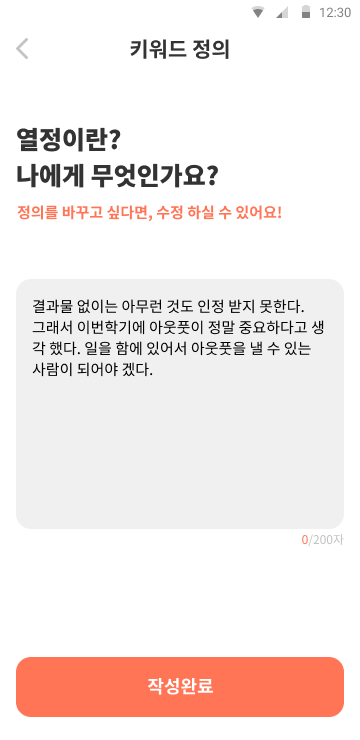 12:30
키워드 정의
열정이란?
나에게 무엇인가요?
정의를 바꾸고 싶다면, 수정 하실 수 있어요!
결과물 없이는 아무런 것도 인정 받지 못한다.
그래서 이번학기에 아웃풋이 정말 중요하다고 생
각 했다. 일을 함에 있어서 아웃풋을 낼 수 있는
사람이 되어야 겠다.
0/200자
작성완료